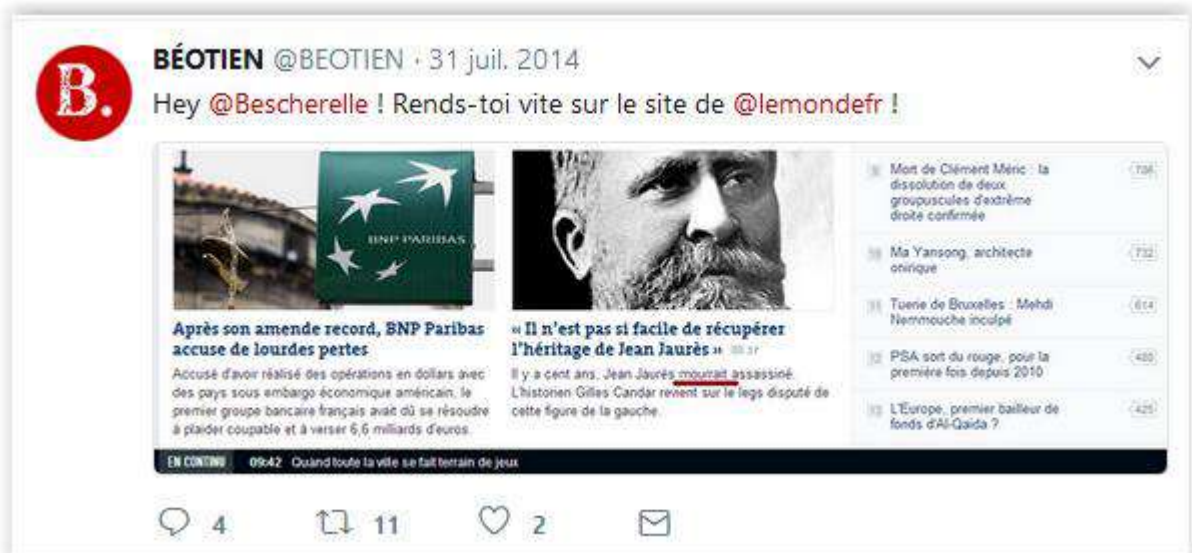 BÉOTIEN @BEOTIEN · 31 juil. 2014
Hey @Bescherelle ! Rends-toi vite sur le site de @lemondefr !
B.
BNP PARIBAS
Après son amende record, BNP Paribas
accuse de lourdes pertes
Accusé d'avoir réalisé des opérations en dollars avec
des pays sous embargo économique américain, le
premier groupe bancaire français avait dû se résoudre
à plaider coupable et à verser 6,6 milliards d'euros.
« Il n'est pas si facile de récupérer
l'héritage de Jean Jaurès »
Il y a cent ans, Jean Jaurès mourrait assassiné.
L'historien Gilles Candar revient sur le legs disputé de
cette figure de la gauche.
Mort de Clément Méric : la
dissolution de deux
groupuscules d'extrême
droite confirmée
Ma Yansong, architecte
onirique
732
11 Tuerie de Bruxelles : Mehdi
Nemmouche inculpé
614
12 PSA sort du rouge, pour la
première fois depuis 2010
13 L'Europe, premier bailleur de
fonds d'Al-Qaida ?
425
EN CONTINU 09:42 Quand toute la ville se fait terrain de jeux
4 11 2